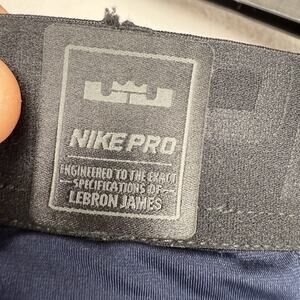 NIKE PRO
ENGINEERED TO THE EXACT
SPECIFICATIONS OF
LEBRON JAMES